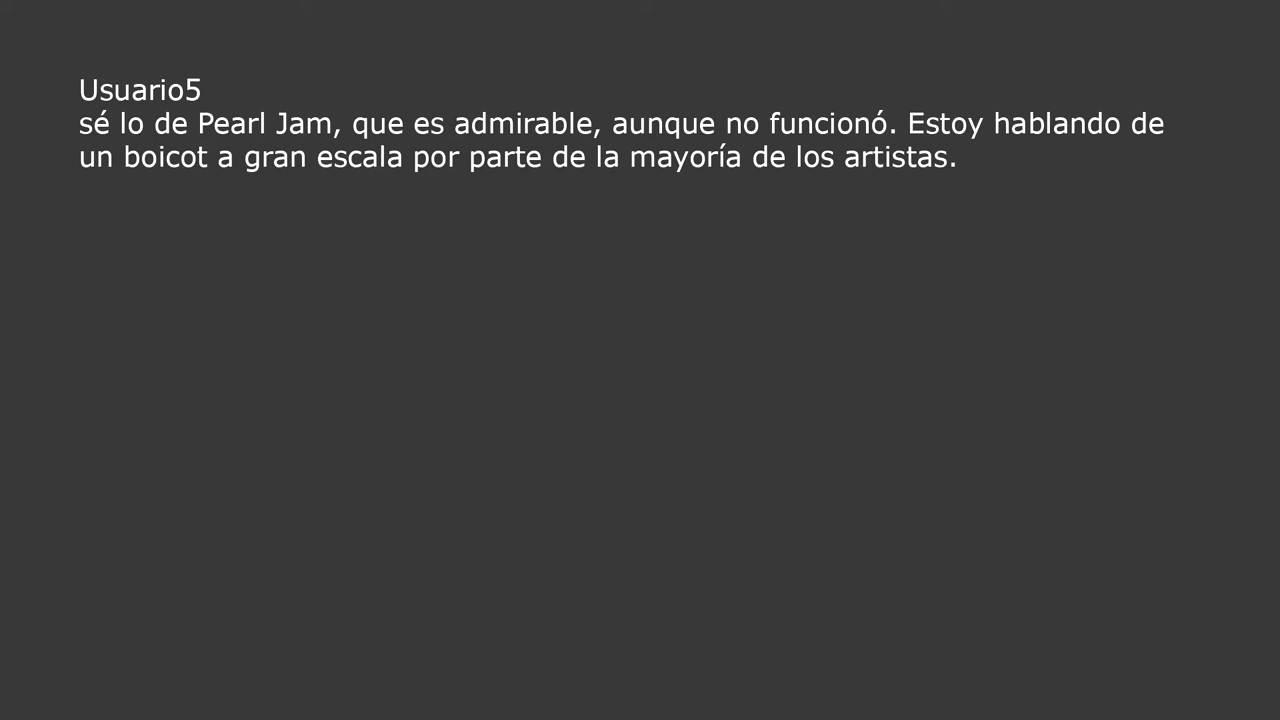 Usuario5
sé lo de Pearl Jam, que es admirable, aunque no funcionó. Estoy hablando de
un boicot a gran escala por parte de la mayoría de los artistas.